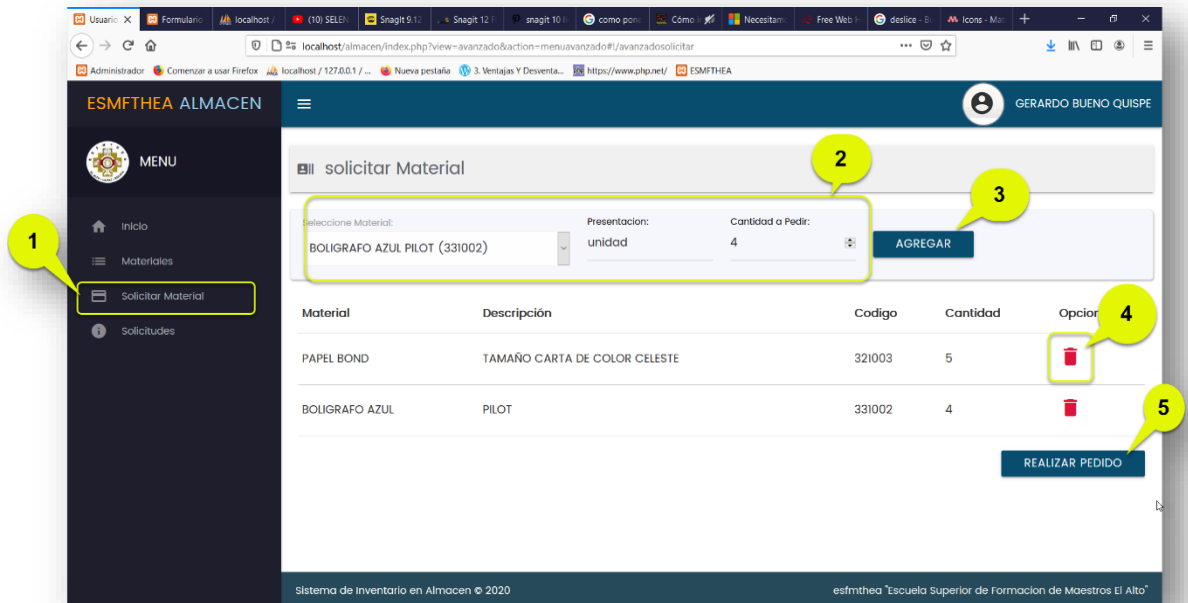 Usuario
Formulario
localhost /
(10) SELEN
SnagIt 9.12
Snagit 12 F
snagit 10 li
como pone
Cómo i
Necesitamo
Free Web H
deslice - Bu
Icons - Mat
localhost/almacen/index.php?view=avanzado&action=menuavanzado#!/avanzadosolicitar
Administrador
Comenzar a usar Firefox
localhost / 127.0.0.1 / ...
Nueva pestaña
3. Ventajas Y Desventa...
https://www.php.net/
ESMFTHEA
ESMFTHEA ALMACEN
GERARDO BUENO QUISPE
MENU
solicitar Material
2
3
1
Inicio
Materiales
Solicitar Material
Solicitudes
Seleccione Material:
Presentacion:
Cantidad a Pedir:
BOLIGRAFO AZUL PILOT (331002)
unidad
4
AGREGAR
Material Descripción Codigo Cantidad Opcion
4
PAPEL BOND TAMAÑO CARTA DE COLOR CELESTE 321003 5
BOLIGRAFO AZUL PILOT 331002 4
5
REALIZAR PEDIDO
Sistema de Inventario en Almacen © 2020
esfmthea "Escuela Superior de Formacion de Maestros El Alto"